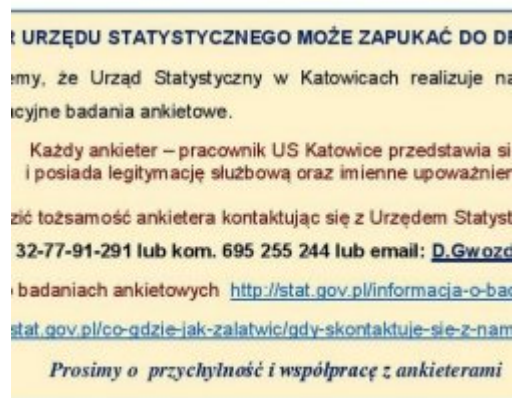 URZĘDU STATYSTYCZNEGO MOŻE ZAPUKAĆ DO
że Urząd Statystyczny w Katowicach realizuje
badania ankietowe.
Każdy ankieter – pracownik US Katowice przedstawia
i posiada legitymację służbową oraz imienne
tożsamość ankietera kontaktując się z Urzędem
32-77-91-291 lub kom. 695 255 244 lub email: D.Gwozd
badaniach ankietowych http://stat.gov.pl/informacja-o-bad
stat.gov.pl/co-gdzie-jak-zalatwic/gdy-skontaktuje-sie-z-nam
Prosimy o przychylność i współpracę z ankieterami